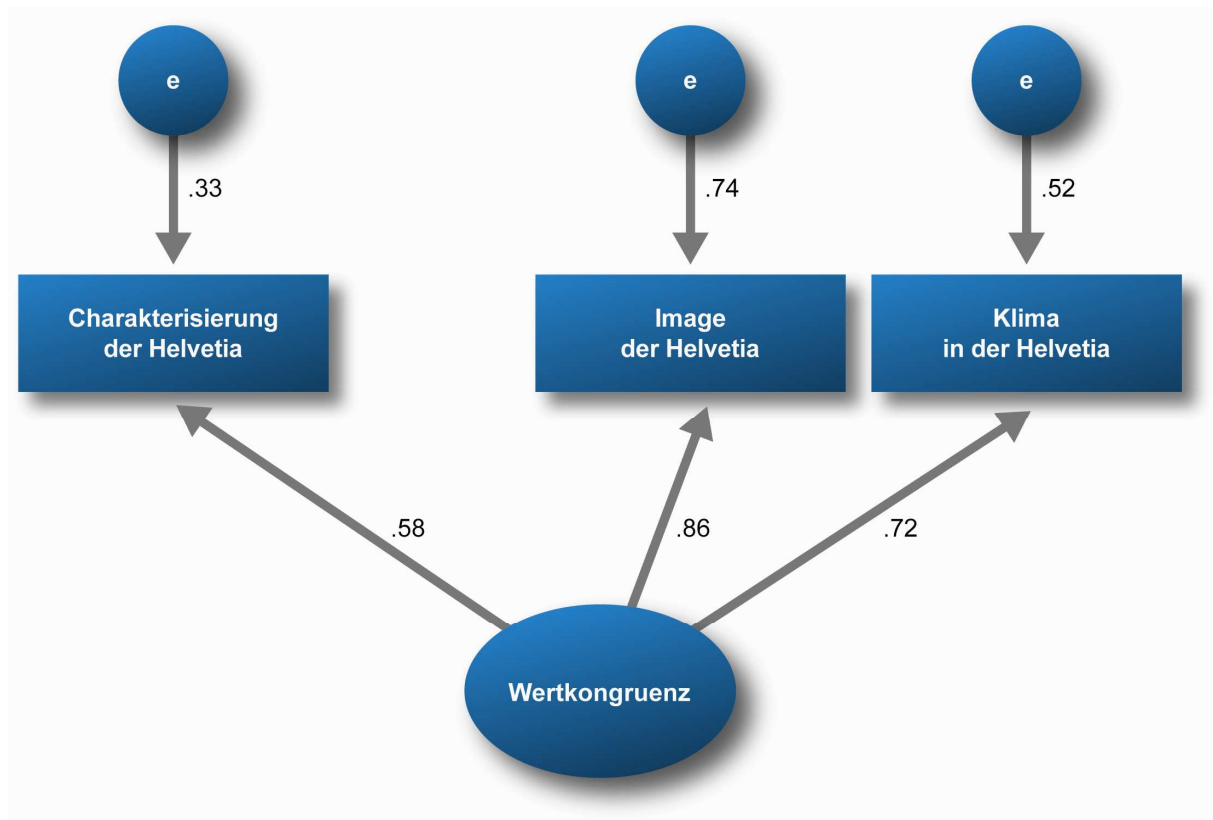 e
e
e
.33
.74
.52
Charakterisierung
der Helvetia
Image
der Helvetia
Klima
in der Helvetia
.58
.86
.72
Wertkongruenz